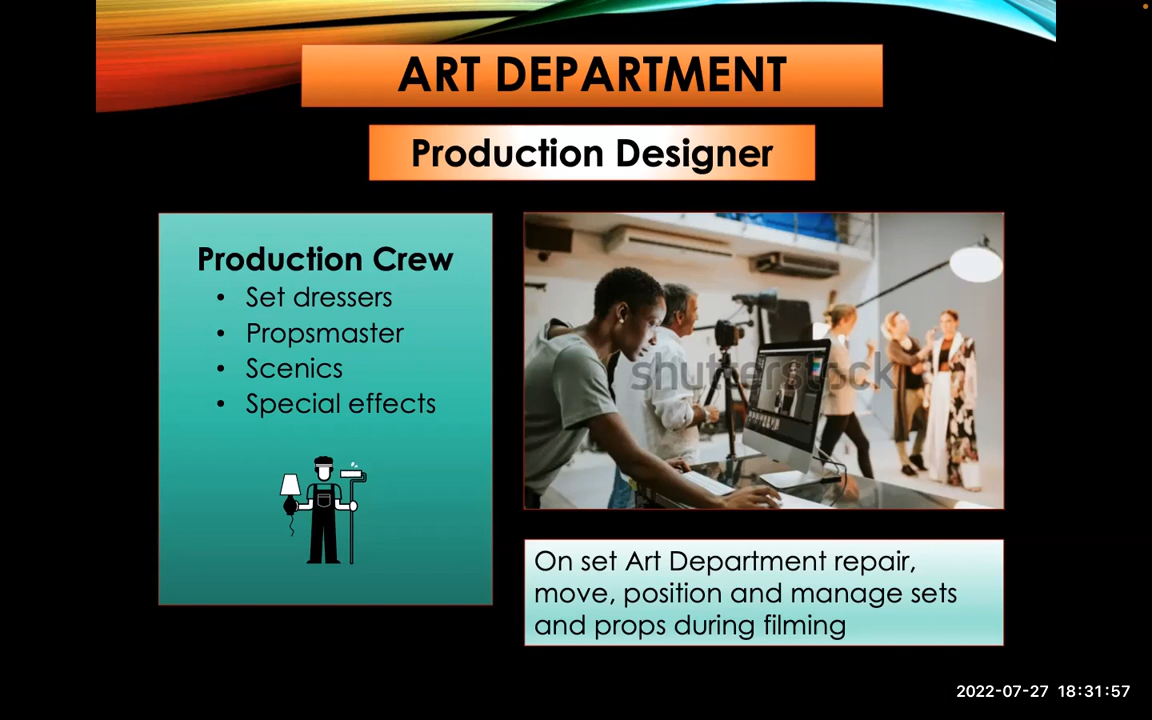 ART DEPARTMENT
Production Designer
Production Crew
• Set dressers
• Propsmaster
• Scenics
• Special effects
shutterstock
On set Art Department repair,
move, position and manage sets
and props during filming
2022-07-27 18:31:57